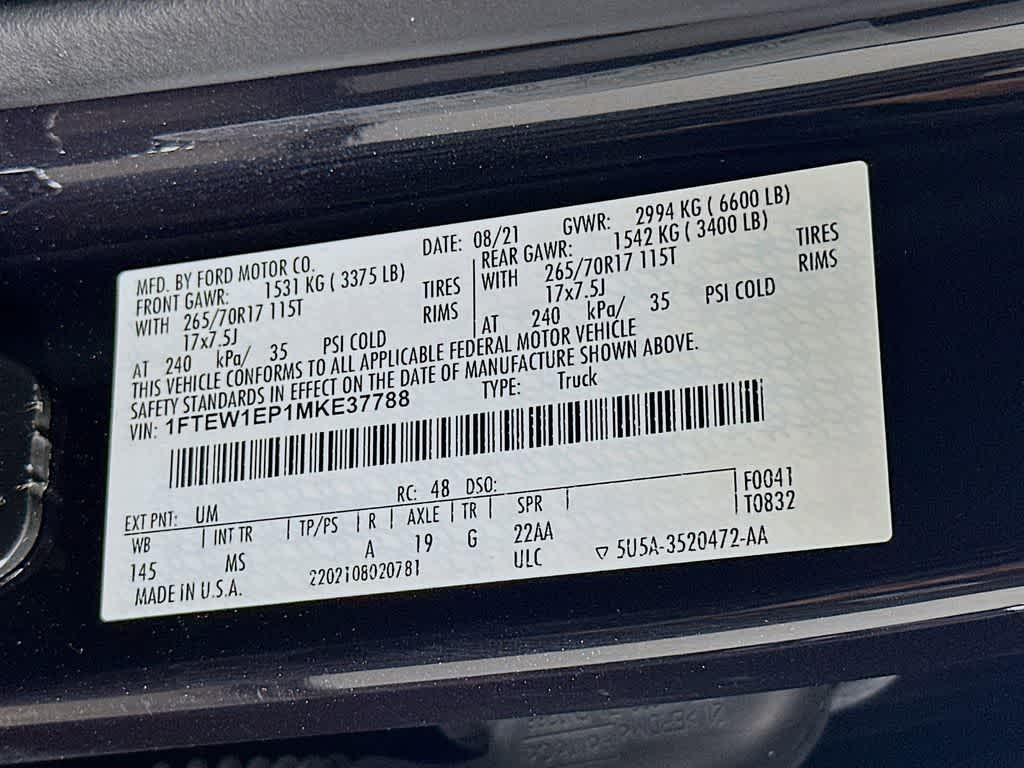 MFD. BY FORD MOTOR CO. DATE: 08/21 GVWR: 2994 KG ( 6600 LB)
FRONT GAWR: 1531 KG ( 3375 LB) REAR GAWR: 1542 KG ( 3400 LB)
WITH 265/70R17 115T TIRES WITH 265/70R17 115T TIRES
17x7.5J RIMS 17x7.5J RIMS
AT 240 kPa/ 35 PSI COLD AT 240 kPa/ 35 PSI COLD
THIS VEHICLE CONFORMS TO ALL APPLICABLE FEDERAL MOTOR VEHICLE
SAFETY STANDARDS IN EFFECT ON THE DATE OF MANUFACTURE SHOWN ABOVE.
VIN: 1FTEW1EP1MKE37788 TYPE: Truck
EXT PNT: UM RC: 48 DSO: F0041
WB INT TR TP/PS R AXLE TR SPR T0832
145 MS A 19 G 22AA
ULC
MADE IN U.S.A. 2202108020781 5U5A-3520472-AA